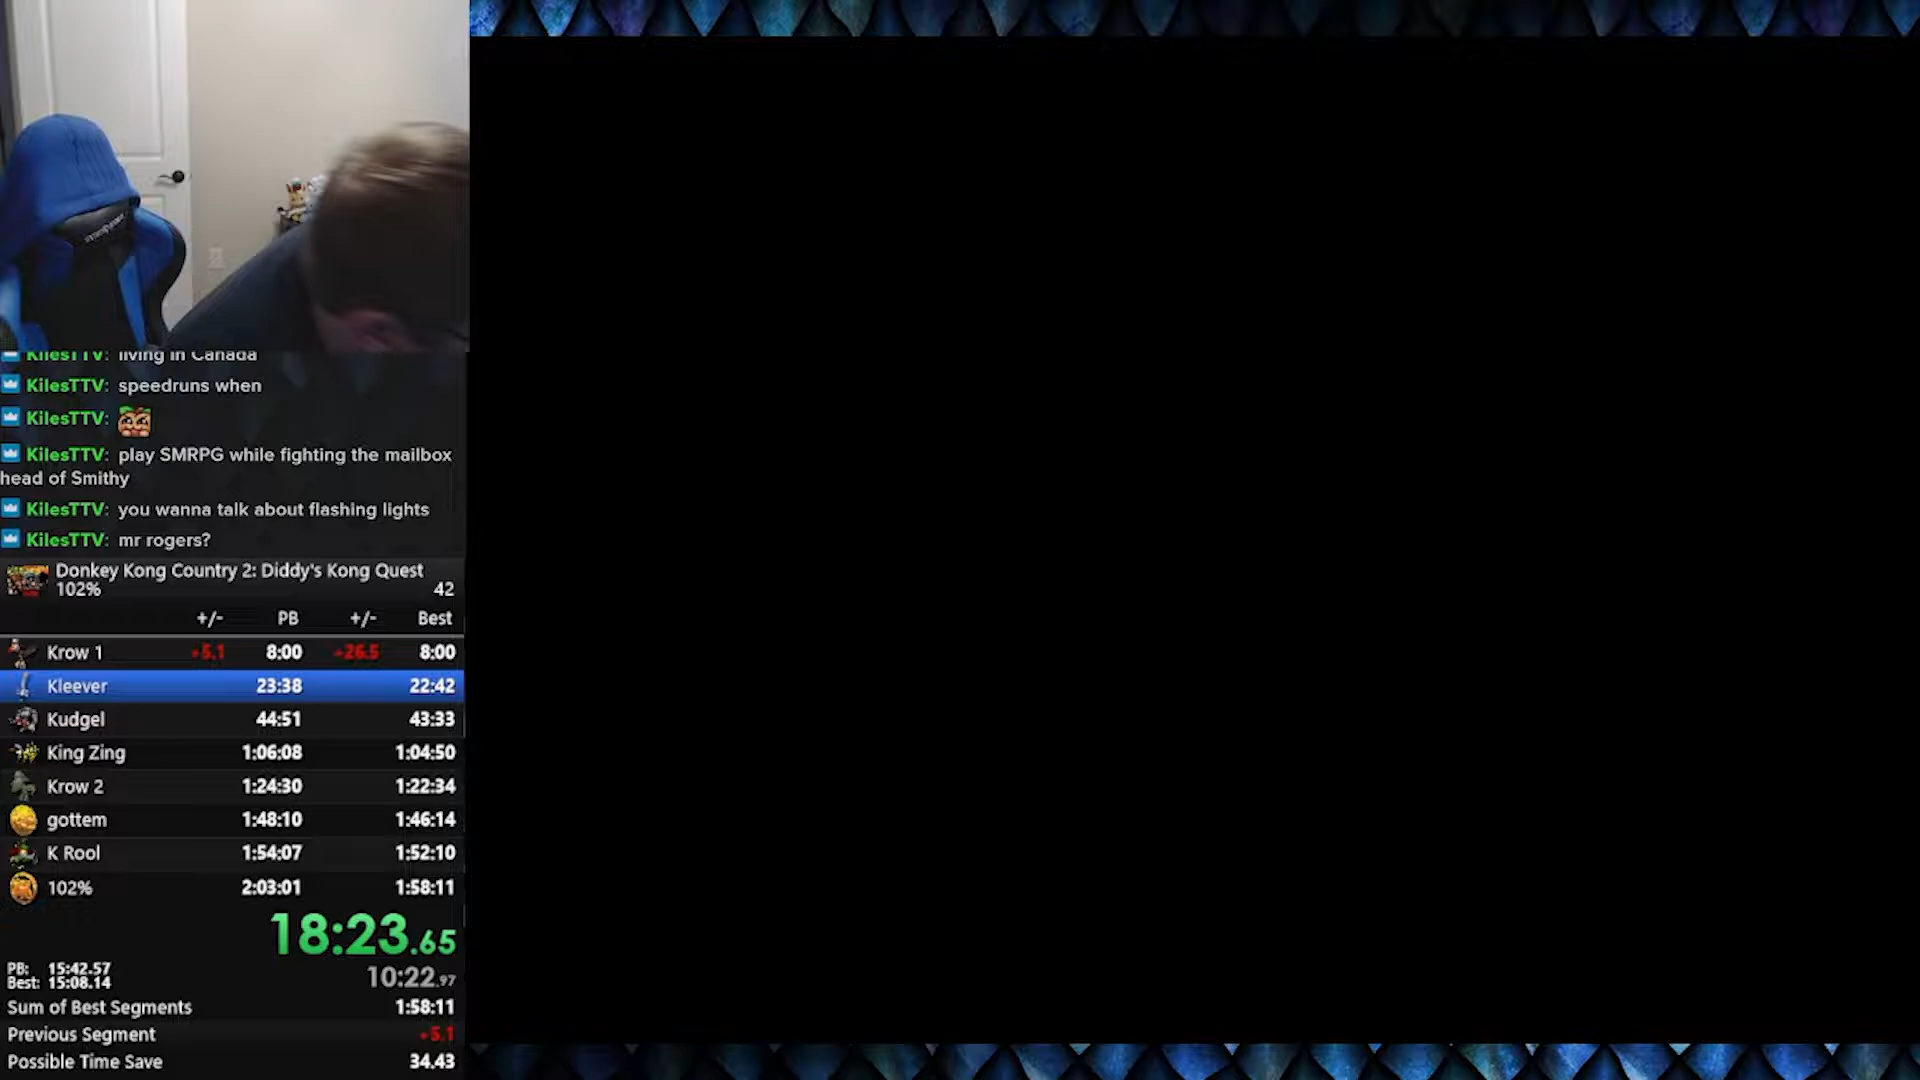 KilesTTV: living in Canada
KilesTTV: speedruns when
KilesTTV:
KilesTTV: play SMRPG while fighting the mailbox
head of Smithy
KilesTTV: you wanna talk about flashing lights
KilesTTV: mr rogers?
Donkey Kong Country 2: Diddy's Kong Quest
102% 42
+/- PB +/- Best
Krow 1 +5.1 8:00 +26.5 8:00
Kleever 23:38 22:42
Kudgel 44:51 43:33
King Zing 1:06:08 1:04:50
Krow 2 1:24:30 1:22:34
gottem 1:48:10 1:46:14
K Rool 1:54:07 1:52:10
102% 2:03:01 1:58:11
18:23.65
PB: 15:42.57
Best: 15:08.14
10:22.97
Sum of Best Segments 1:58:11
Previous Segment +5.1
Possible Time Save 34.43